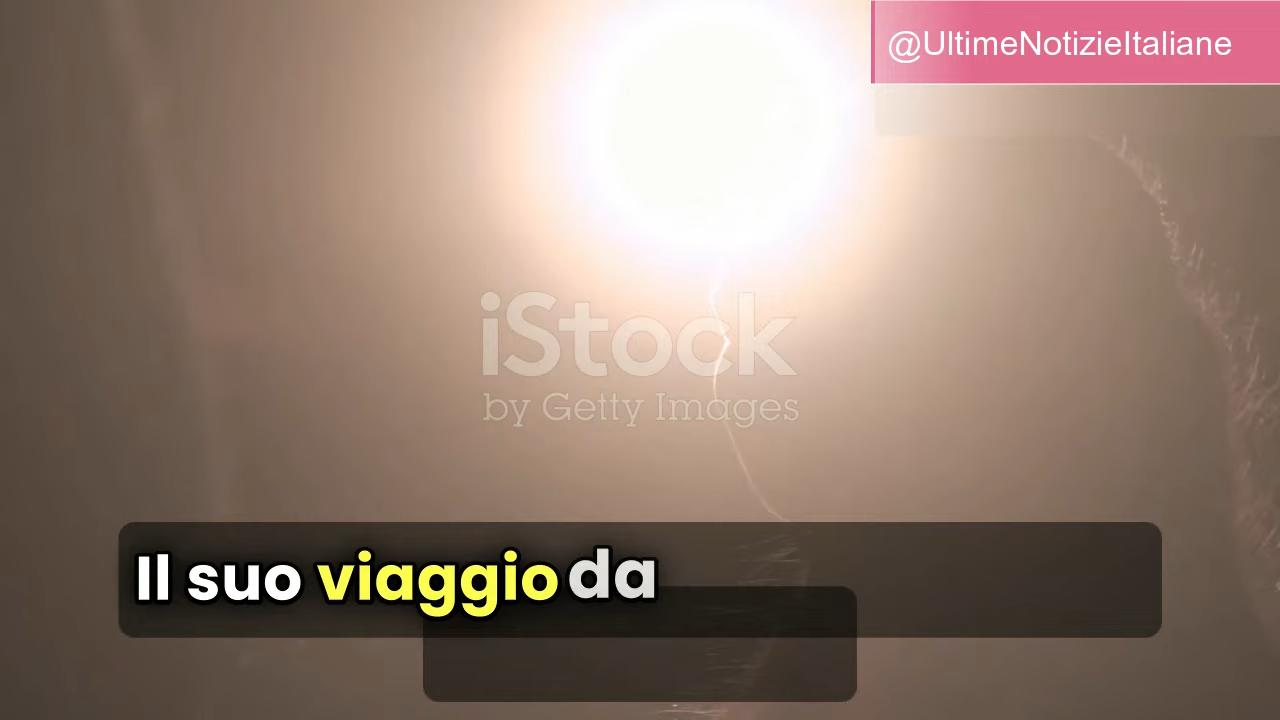 @UltimeNotizieItaliane
iStock
by Getty Images
Il suo viaggio da